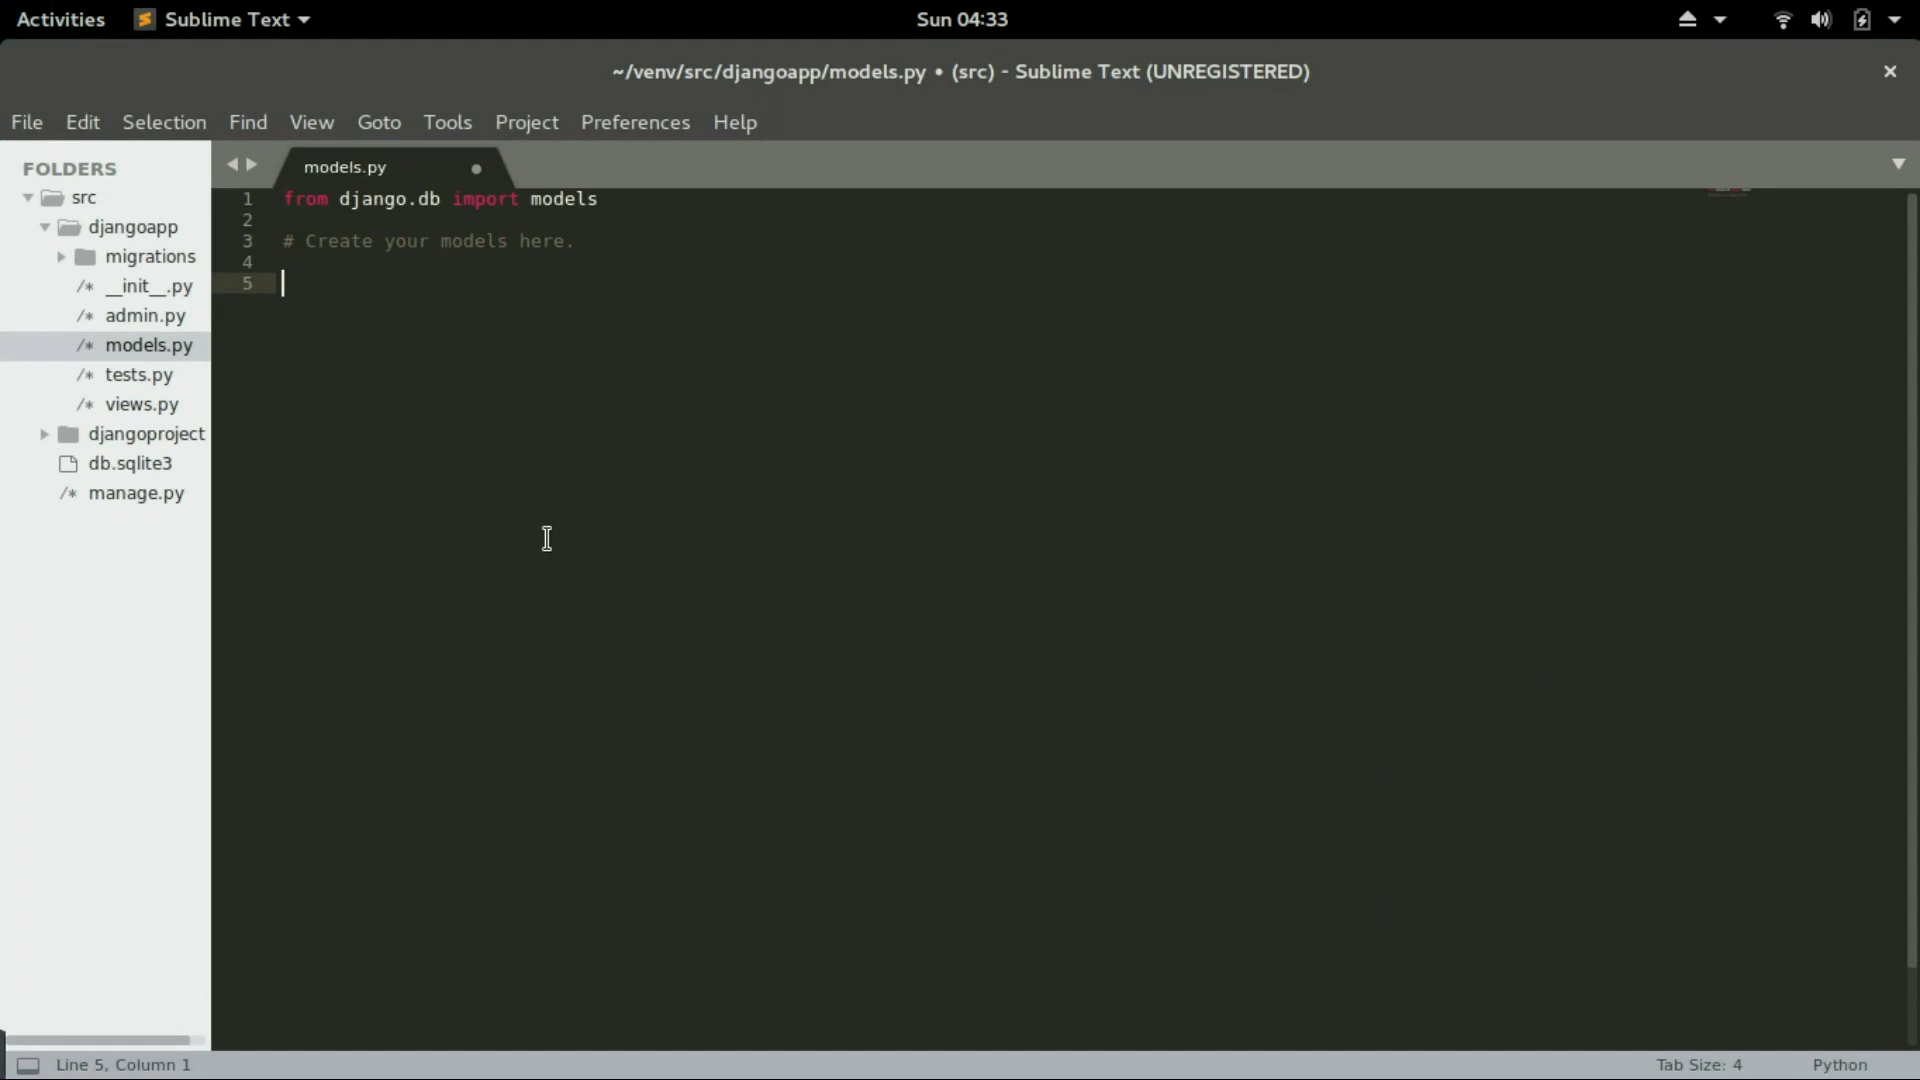 Activities Sublime Text Sun 04:33
~/venv/src/djangoapp/models.py • (src) - Sublime Text (UNREGISTERED)
File Edit Selection Find View Goto Tools Project Preferences Help
FOLDERS
src
djangoapp
migrations
/* __init__.py
/* admin.py
/* models.py
/* tests.py
/* views.py
djangoproject
db.sqlite3
/* manage.py
models.py
1 from django.db import models
2
3 # Create your models here.
4
5
Line 5, Column 1 Tab Size: 4 Python